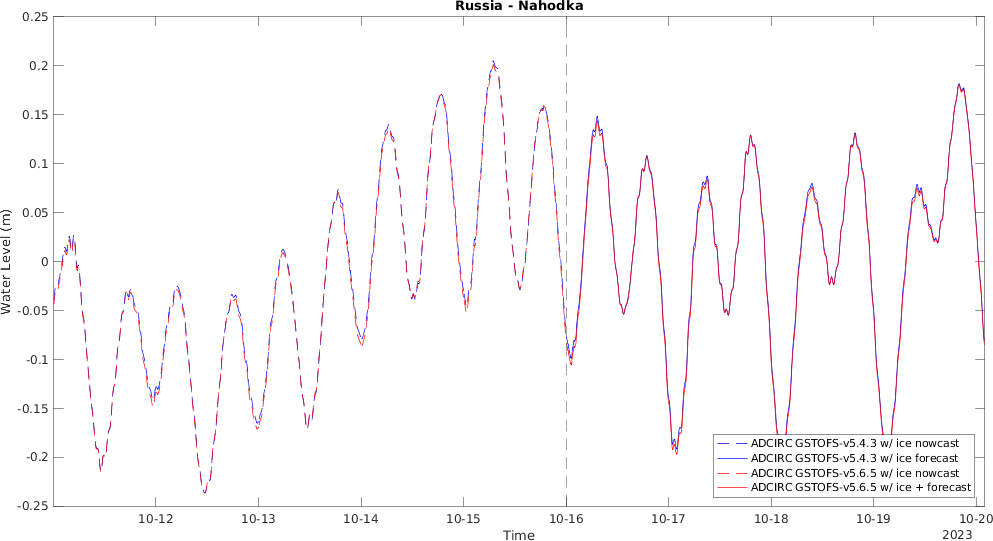 Russia - Nahodka
0.25
0.2
0.15
0.1
0.05
0
-0.05
-0.1
-0.15
-0.2
-0.25
Water Level (m)
ADCIRC GSTOFS-v5.4.3 w/ ice nowcast
ADCIRC GSTOFS-v5.4.3 w/ ice forecast
ADCIRC GSTOFS-v5.6.5 w/ ice nowcast
ADCIRC GSTOFS-v5.6.5 w/ ice + forecast
10-12 10-13 10-14 10-15 10-16 10-17 10-18 10-19 10-20
Time
2023